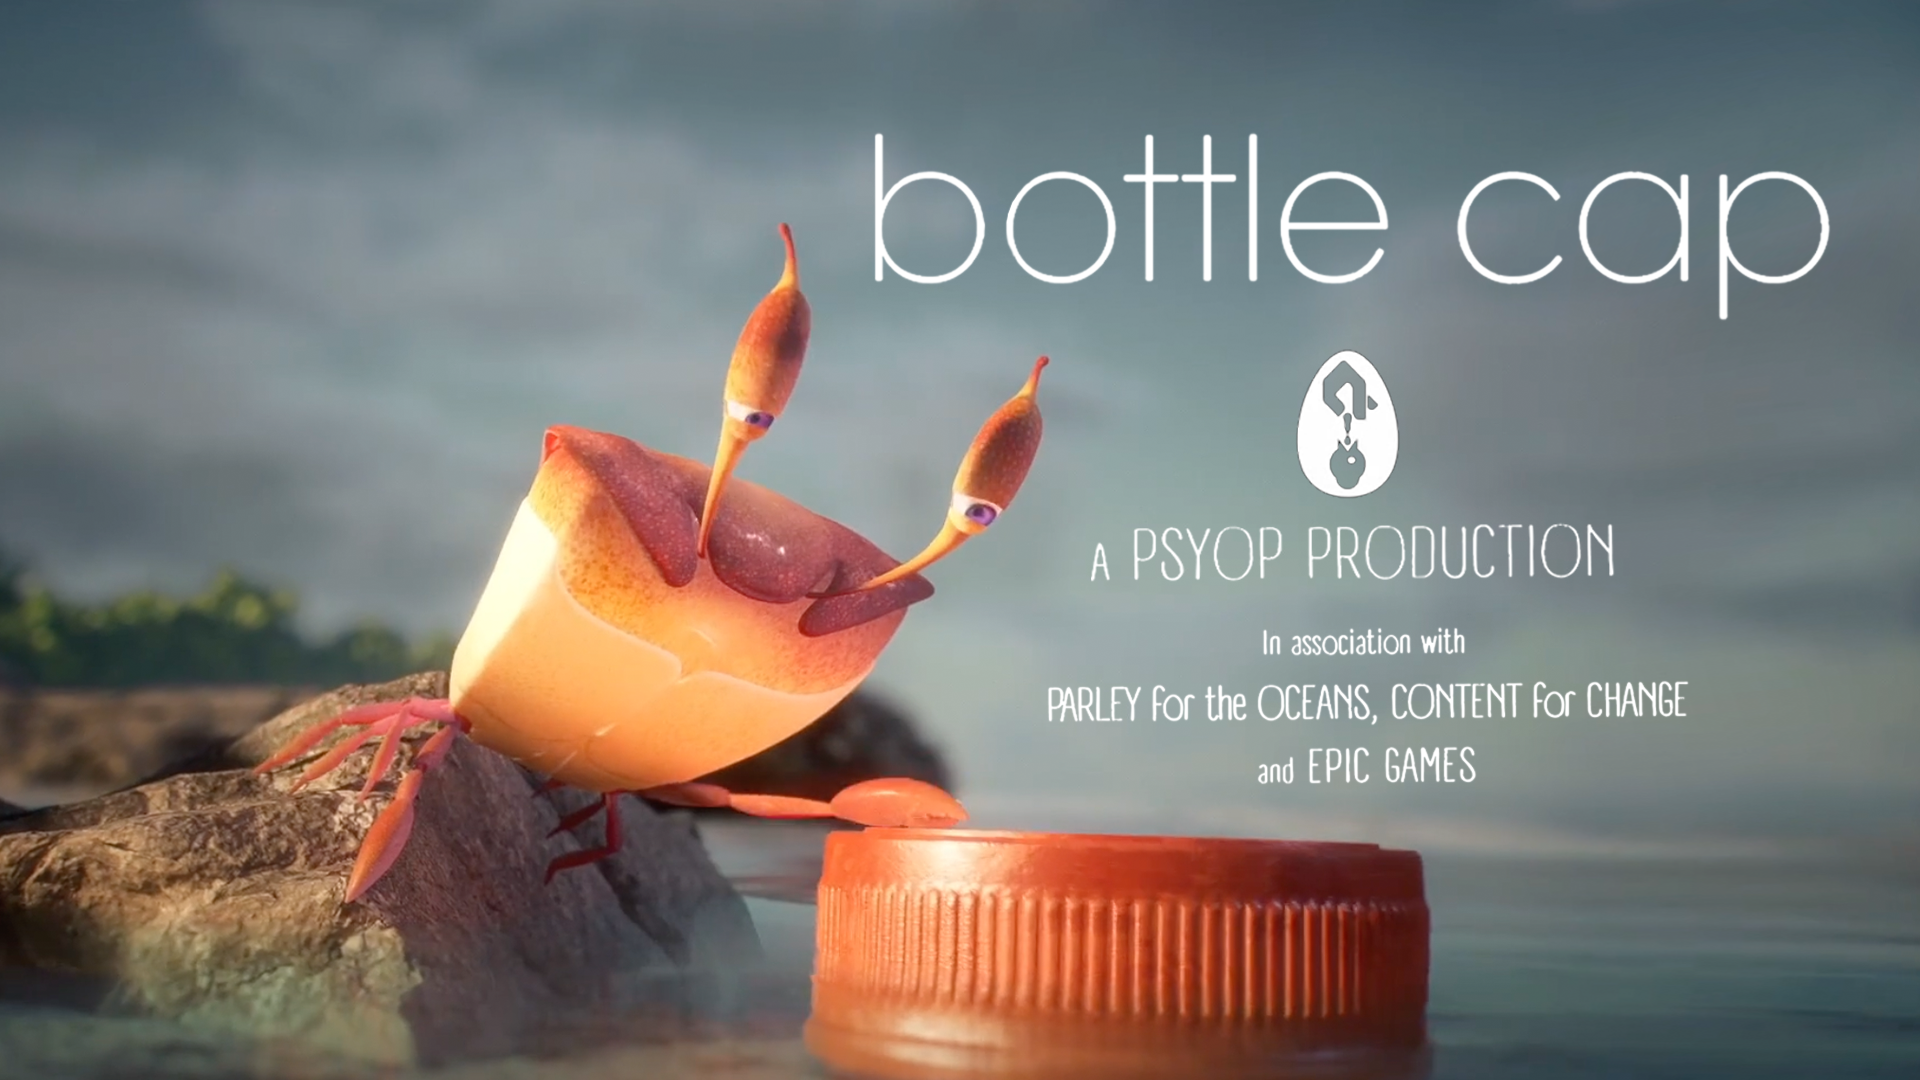 bottle cap
A PSYOP PRODUCTION
In association with
PARLEY for the OCEANS, CONTENT for CHANGE
and EPIC GAMES